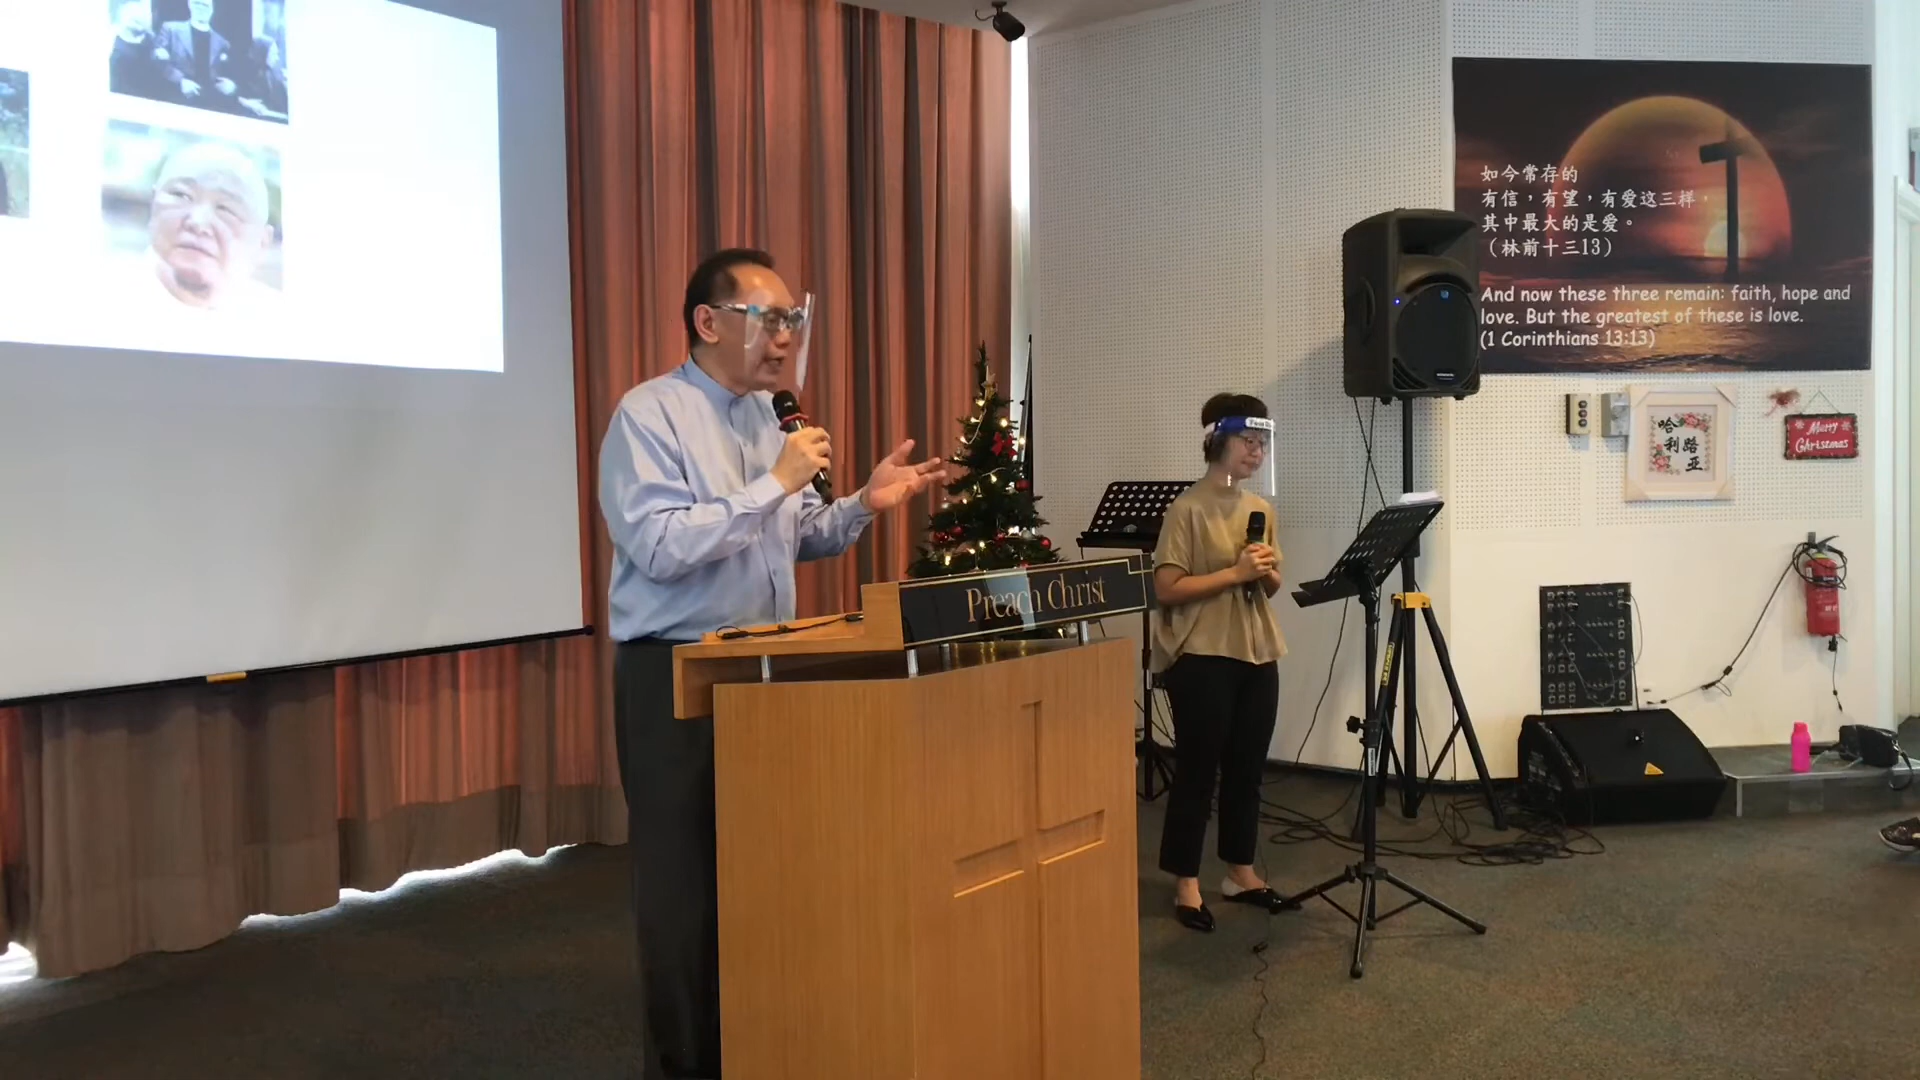 如今常存的
有信，有望，有爱这三样，
其中最大的是爱。
（林前十三13）
And now these three remain: faith, hope and
love. But the greatest of these is love.
(1 Corinthians 13:13)
哈利路亚
Merry
Christmas
Preach Christ